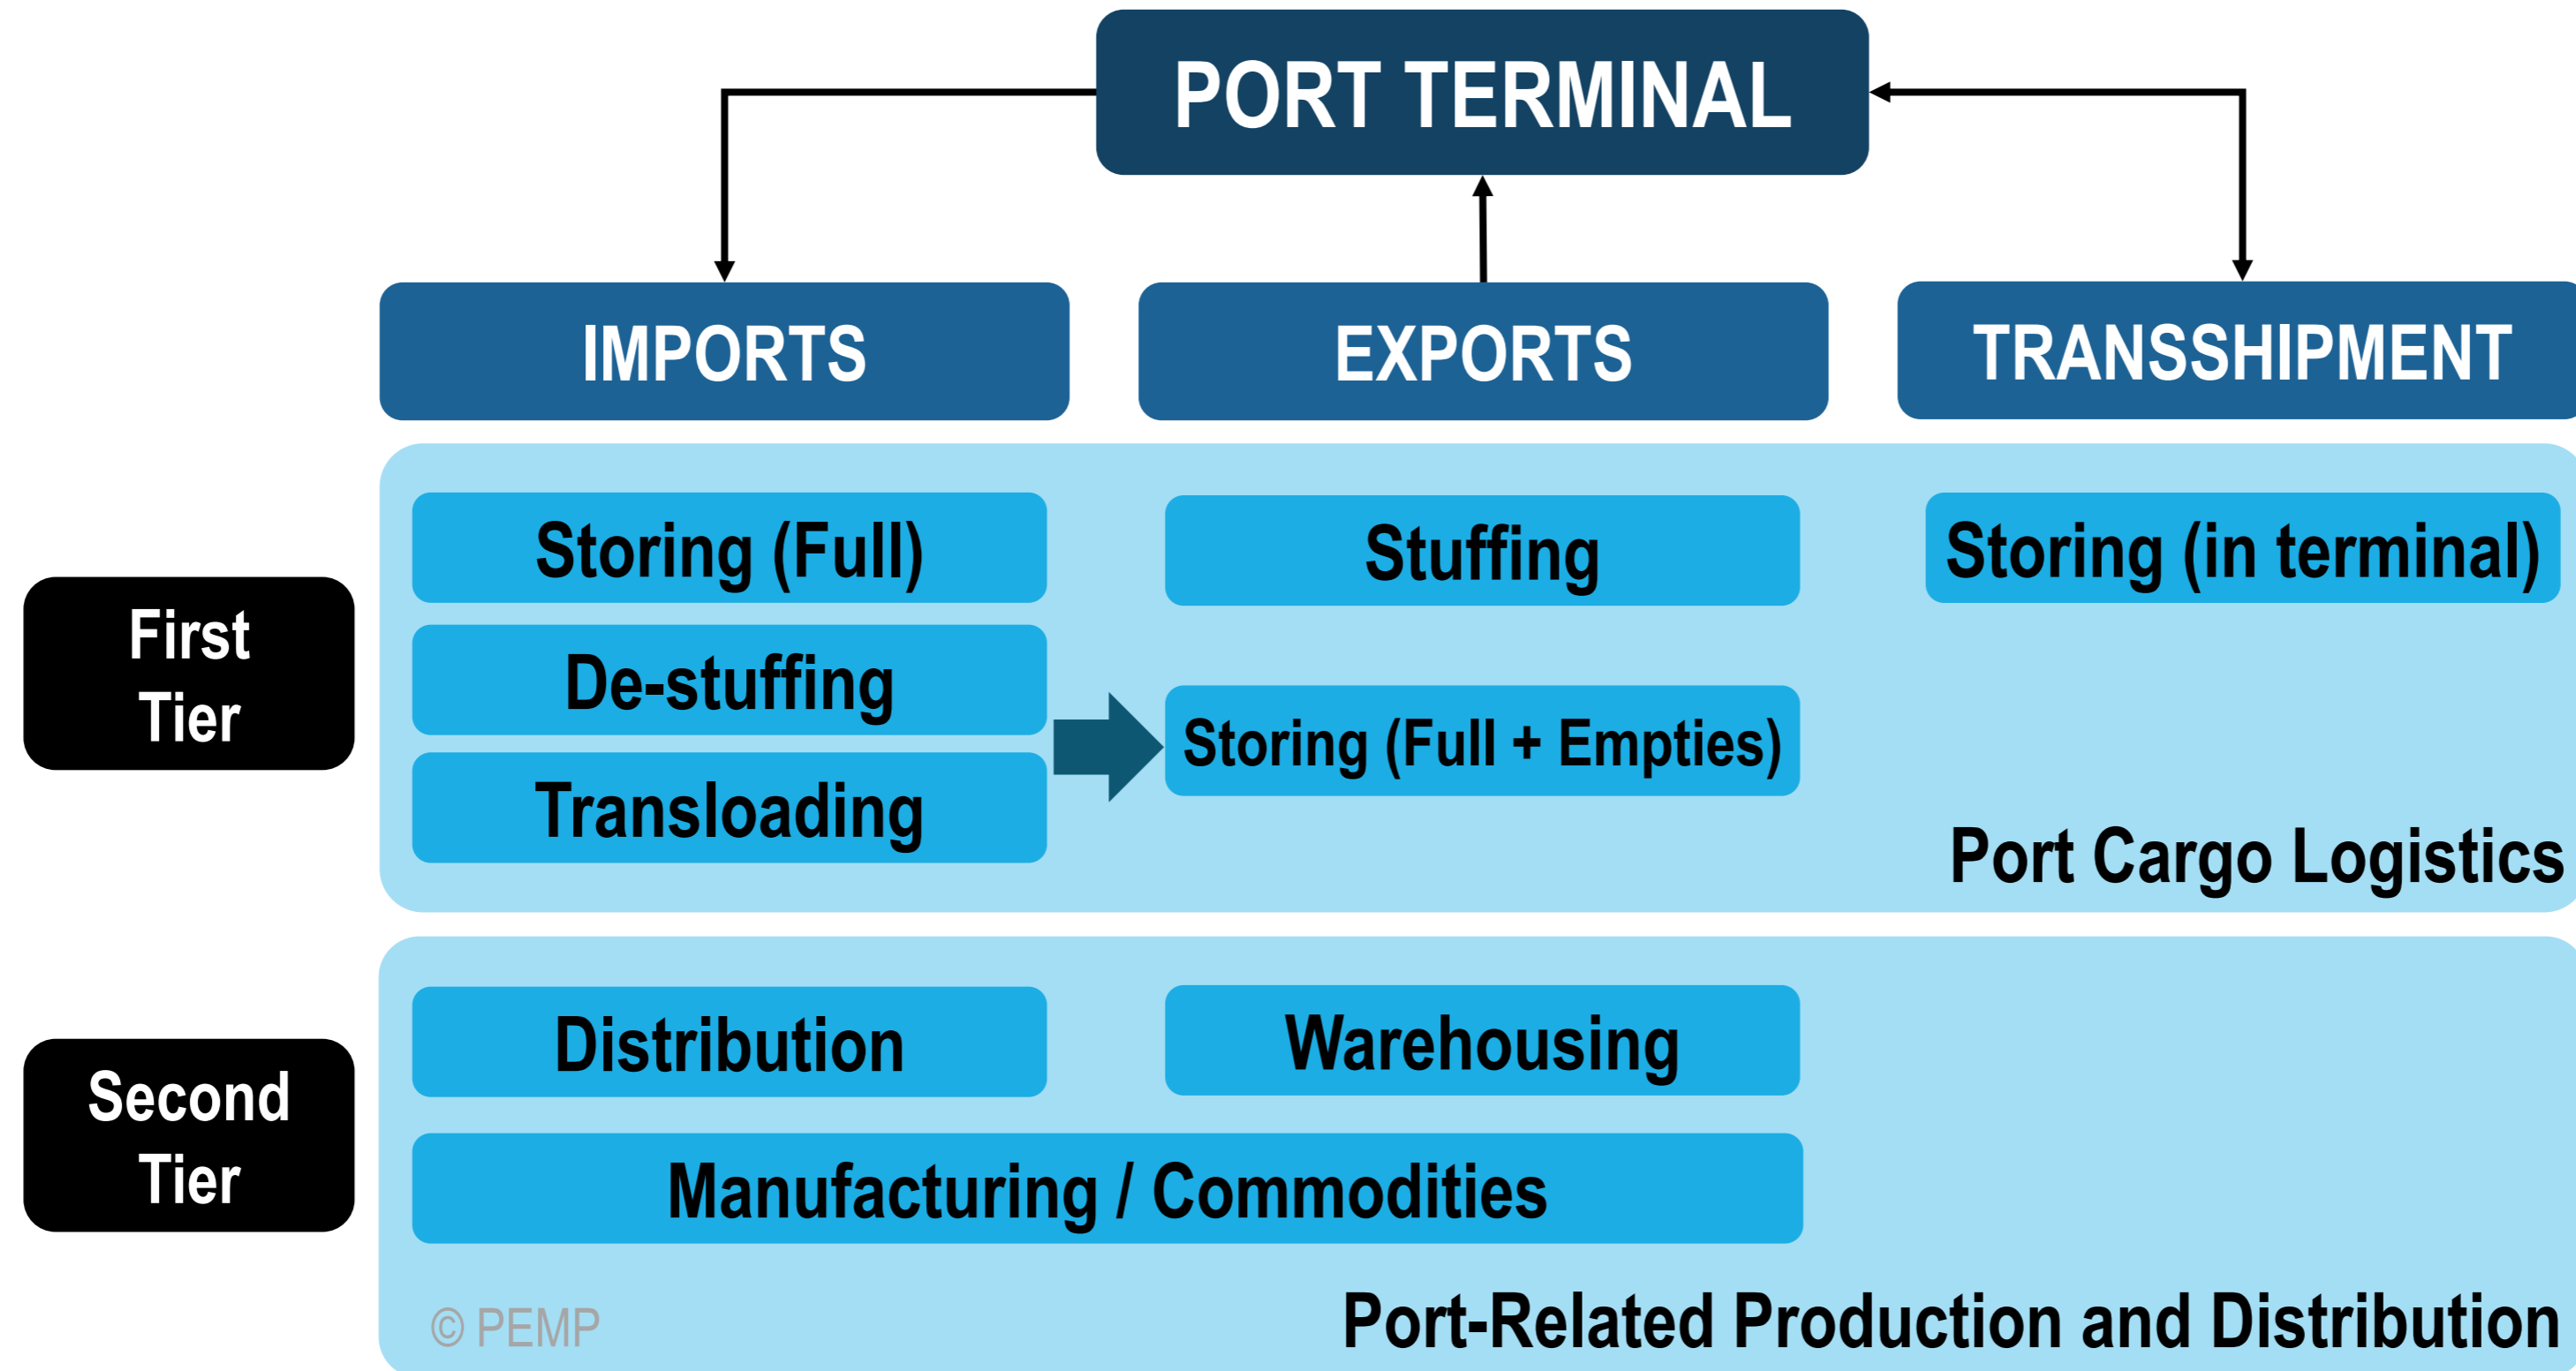 PORT TERMINAL
IMPORTS
EXPORTS
TRANSSHIPMENT
First
Tier
Storing (Full)
De-stuffing
Transloading
Stuffing
Storing (Full + Empties)
Storing (in terminal)
Port Cargo Logistics
Second
Tier
Distribution
Warehousing
Manufacturing / Commodities
© PEMP
Port-Related Production and Distribution